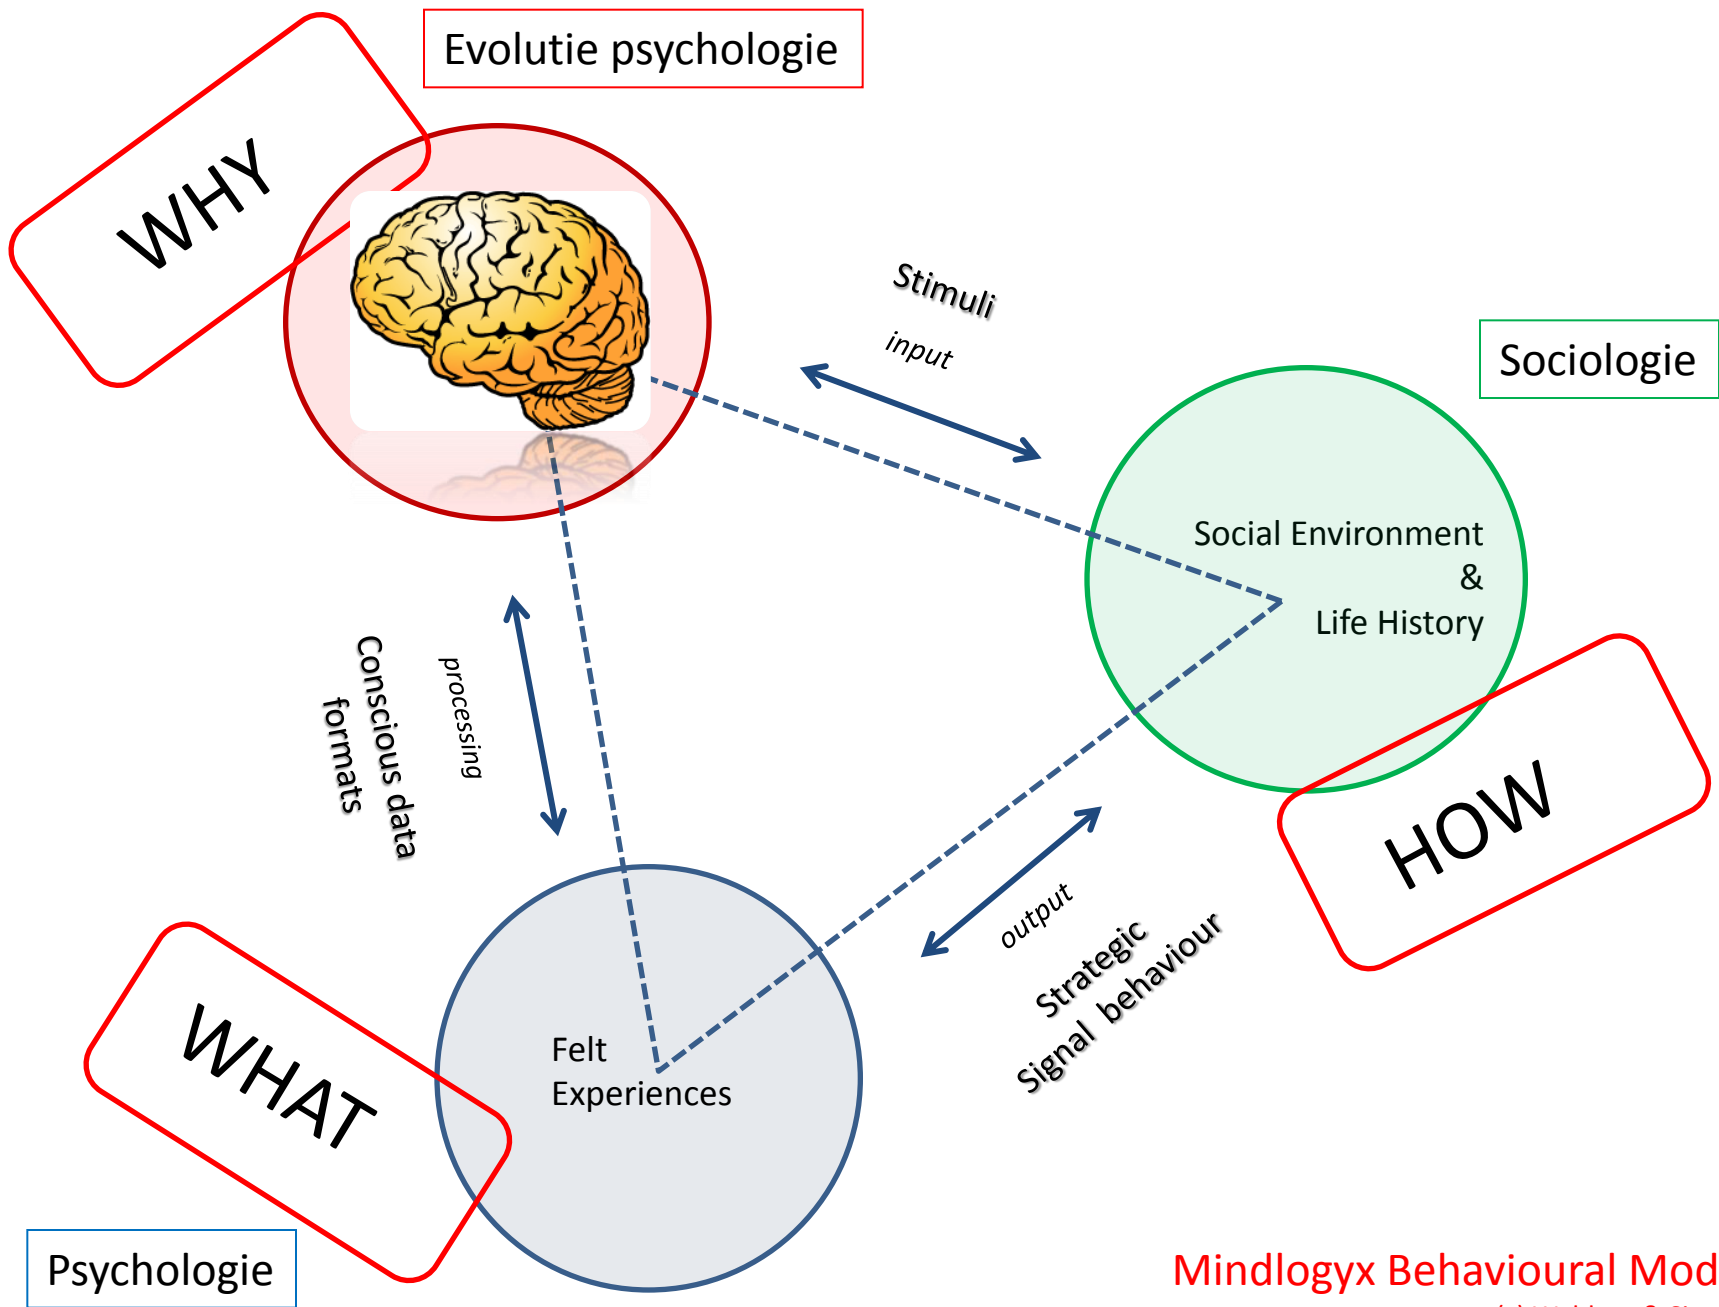 Evolutie psychologie
WHY
Stimuli
input
Sociologie
Social Environment
&
Life History
HOW
Conscious data
formats
processing
output
Strategic
Signal behaviour
WHAT
Felt
Experiences
Psychologie
Mindlogyx Behavioural Mod